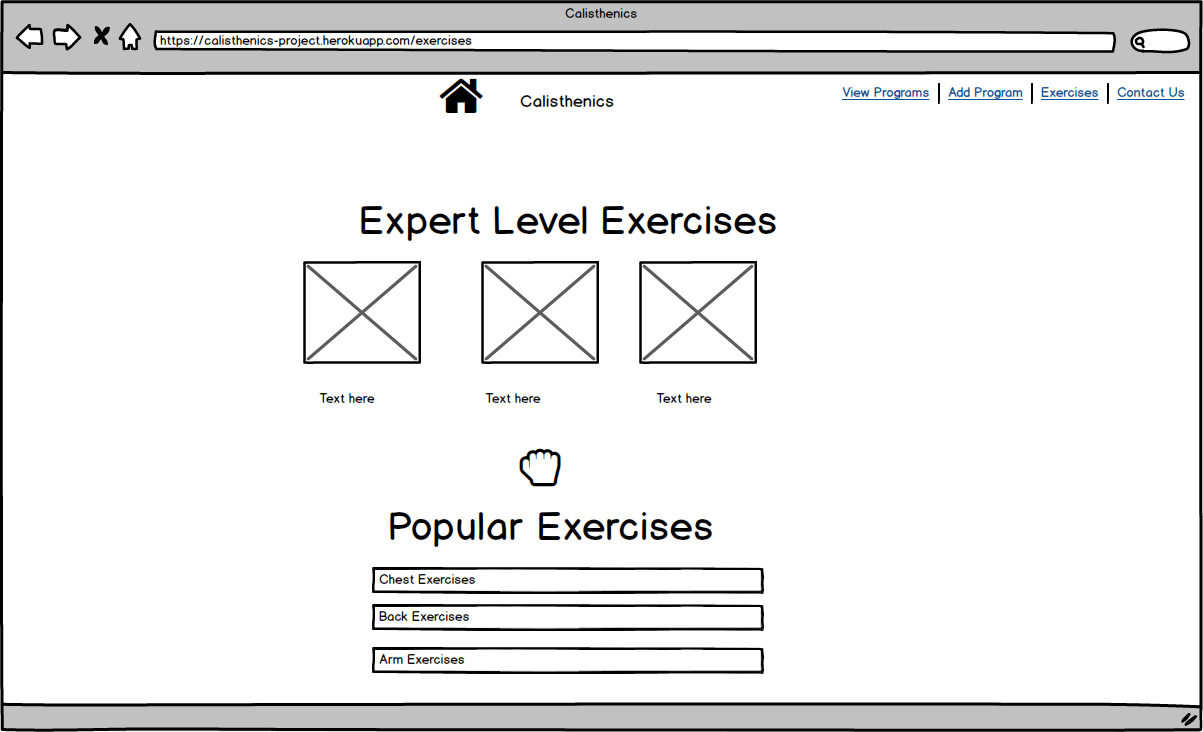 Calisthenics
https://calisthenics-project.herokuapp.com/exercises
Calisthenics
View Programs
Add Program
Exercises
Contact Us
Expert Level Exercises
Text here
Text here
Text here
Popular Exercises
Chest Exercises
Back Exercises
Arm Exercises